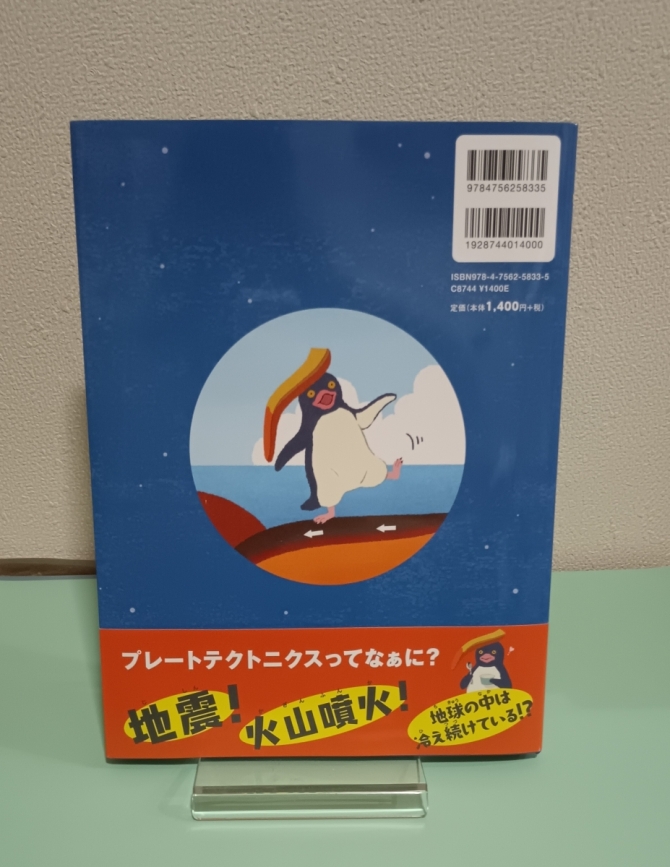 9784756258335
1928744014000
ISBN978-4-7562-5833-5
C8744 ¥1400E
定価(本体1,400円+税)
プレートテクトニクスってなぁに?
地震!
火山噴火!
地球の中は
冷え続けている!?